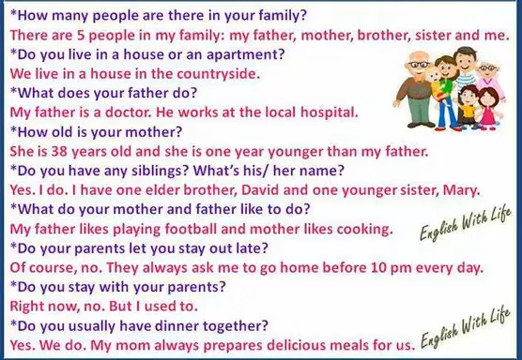 *How many people are there in your family?
There are 5 people in my family: my father, mother, brother, sister and me.
*Do you live in a house or an apartment?
We live in a house in the countryside.
*What does your father do?
My father is a doctor. He works at the local hospital.
*How old is your mother?
She is 38 years old and she is one year younger than my father.
*Do you have any siblings? What's his/ her name?
Yes. I do. I have one elder brother, David and one younger sister, Mary.
*What do your mother and father like to do?
My father likes playing football and mother likes cooking.
English With Life
*Do your parents let you stay out late?
Of course, no. They always ask me to go home before 10 pm every day.
*Do you stay with your parents?
Right now, no. But I used to.
*Do you usually have dinner together?
Yes. We do. My mom always prepares delicious meals for us.
English With Life